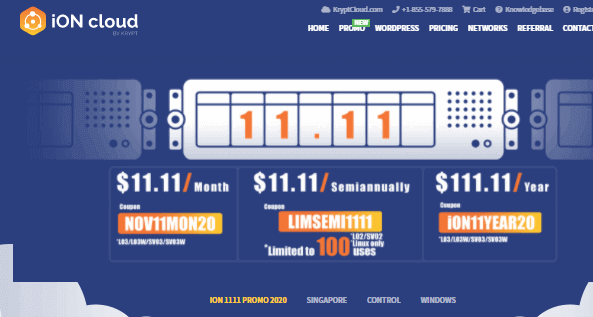 iON cloud
BY KRYPT
KryptCloud.com +1-855-579-7888 Cart Knowledgebase
NEW
HOME PROMO WORDPRESS PRICING NETWORKS REFERRAL
11.11
$11.11/ Month
Coupon
NOV11MON20
*L03/L03W/SV03/SV03W
$11.11/ Semiannually
Coupon
LIMSEMI1111
*Limited to 100 uses
*L02/SV02
*Linux only
$111.11/ Year
Coupon
iON11YEAR20
*L03/L03W/SV03/SV03W
ION 1111 PROMO 2020 SINGAPORE CONTROL WINDOWS